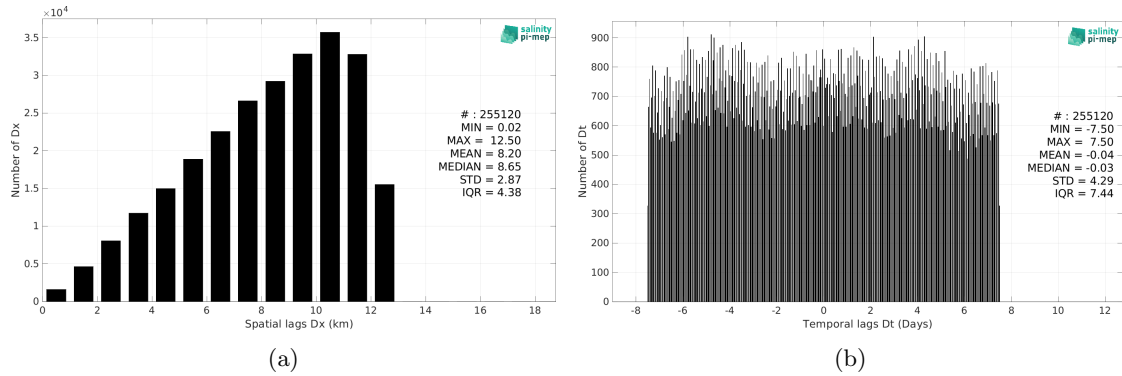 ×10⁴
3.5
3
2.5
2
1.5
1
0.5
0
0 2 4 6 8 10 12 14 16 18
Number of Dx
Spatial lags Dx (km)
salinity
pi-mep
# : 255120
MIN = 0.02
MAX = 12.50
MEAN = 8.20
MEDIAN = 8.65
STD = 2.87
IQR = 4.38
(a)
900
800
700
600
500
400
300
200
100
0
-8 -6 -4 -2 0 2 4 6 8 10 12
Number of Dt
Temporal lags Dt (Days)
salinity
pi-mep
# : 255120
MIN = -7.50
MAX = 7.50
MEAN = -0.04
MEDIAN = -0.03
STD = 4.29
IQR = 7.44
(b)